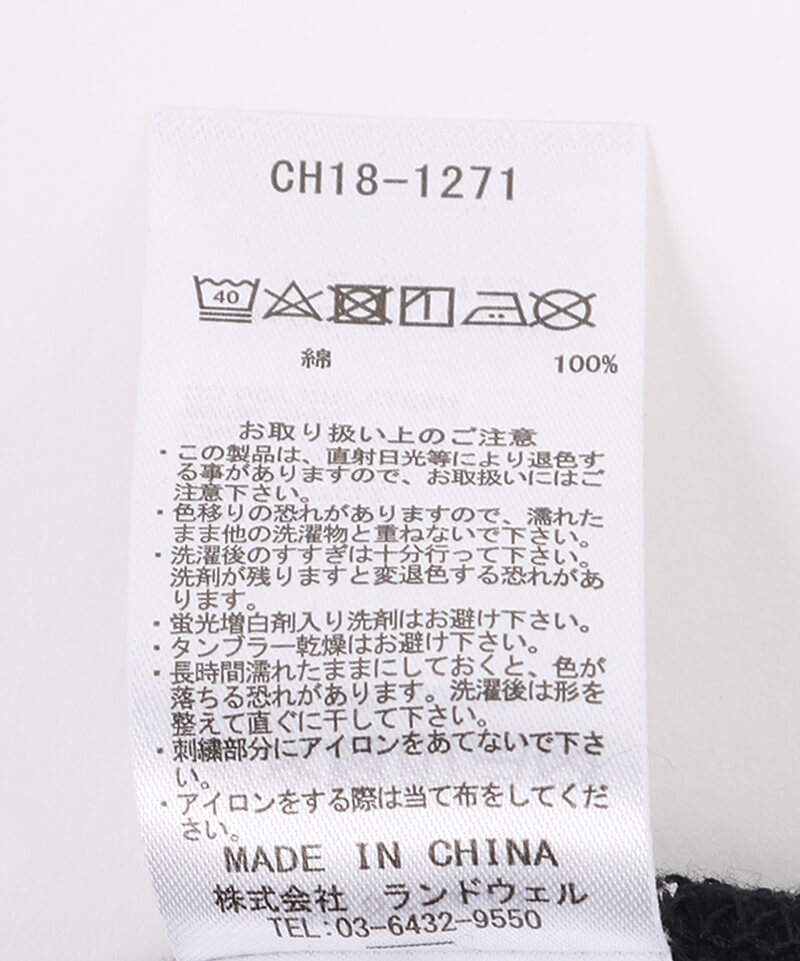 CH18-1271
40
綿 100%
お取り扱い上のご注意
・この製品は、直射日光等により退色す
る事がありますので、お取扱いにはご
注意下さい。
・色移りの恐れがありますので、濡れた
まま他の洗濯物と重ねないで下さい。
・洗濯後のすすぎは十分行って下さい。
洗剤が残りますと変退色する恐れがあ
ります。
・蛍光増白剤入り洗剤はお避け下さい。
・タンブラー乾燥はお避け下さい。
・長時間濡れたままにしておくと、色が
落ちる恐れがあります。洗濯後は形を
整えて直ぐに干して下さい。
・刺繍部分にアイロンをあてないで下さ
い。
・アイロンをする際は当て布をしてくだ
さい。
MADE IN CHINA
株式会社 ランドウェル
TEL:03-6432-9550